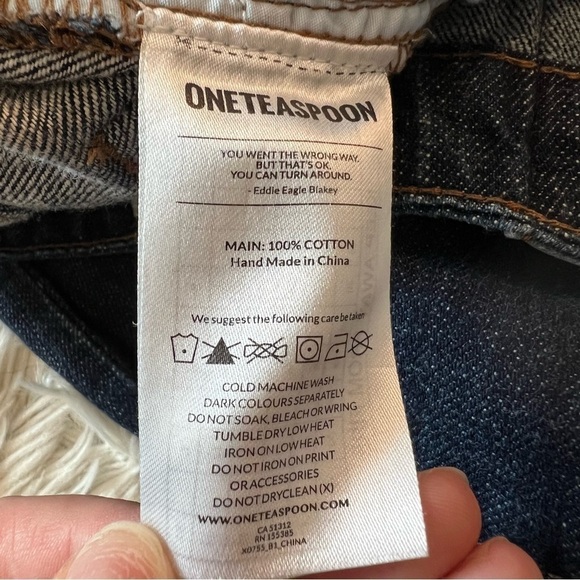 ONETEASPOON
YOU WENT THE WRONG WAY.
BUT THAT'S OK.
YOU CAN TURN AROUND.
- Eddie Eagle Blakey
MAIN: 100% COTTON
Hand Made in China
We suggest the following care be taken
COLD MACHINE WASH
DARK COLOURS SEPARATELY
DO NOT SOAK, BLEACH OR WRING
TUMBLE DRY LOW HEAT
IRON ON LOW HEAT
DO NOT IRON ON PRINT
OR ACCESSORIES
DO NOT DRYCLEAN (X)
WWW.ONETEASPOON.COM
CA 51312
RN 135385
X0753_B1_CHINA